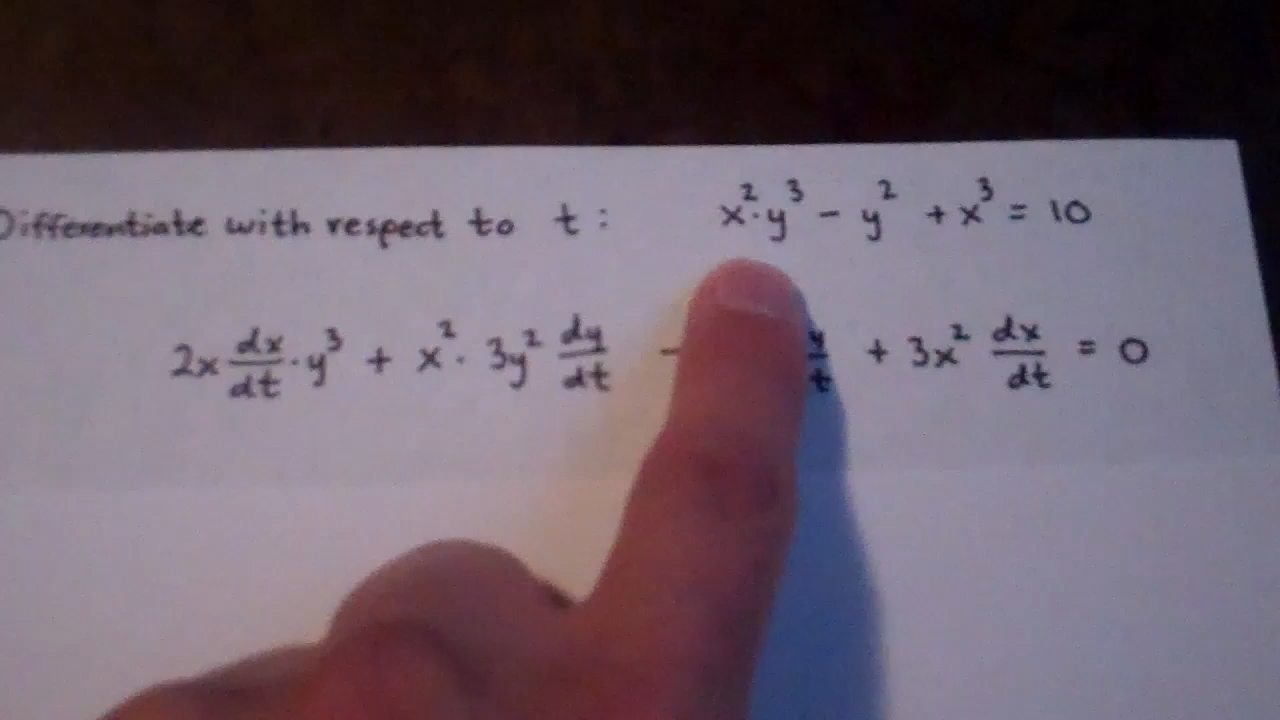 Differentiate with respect to t: x²·y³ - y² + x³ = 10
2x dx/dt · y³ + x² · 3y² dy/dt - y/t + 3x² dx/dt = 0